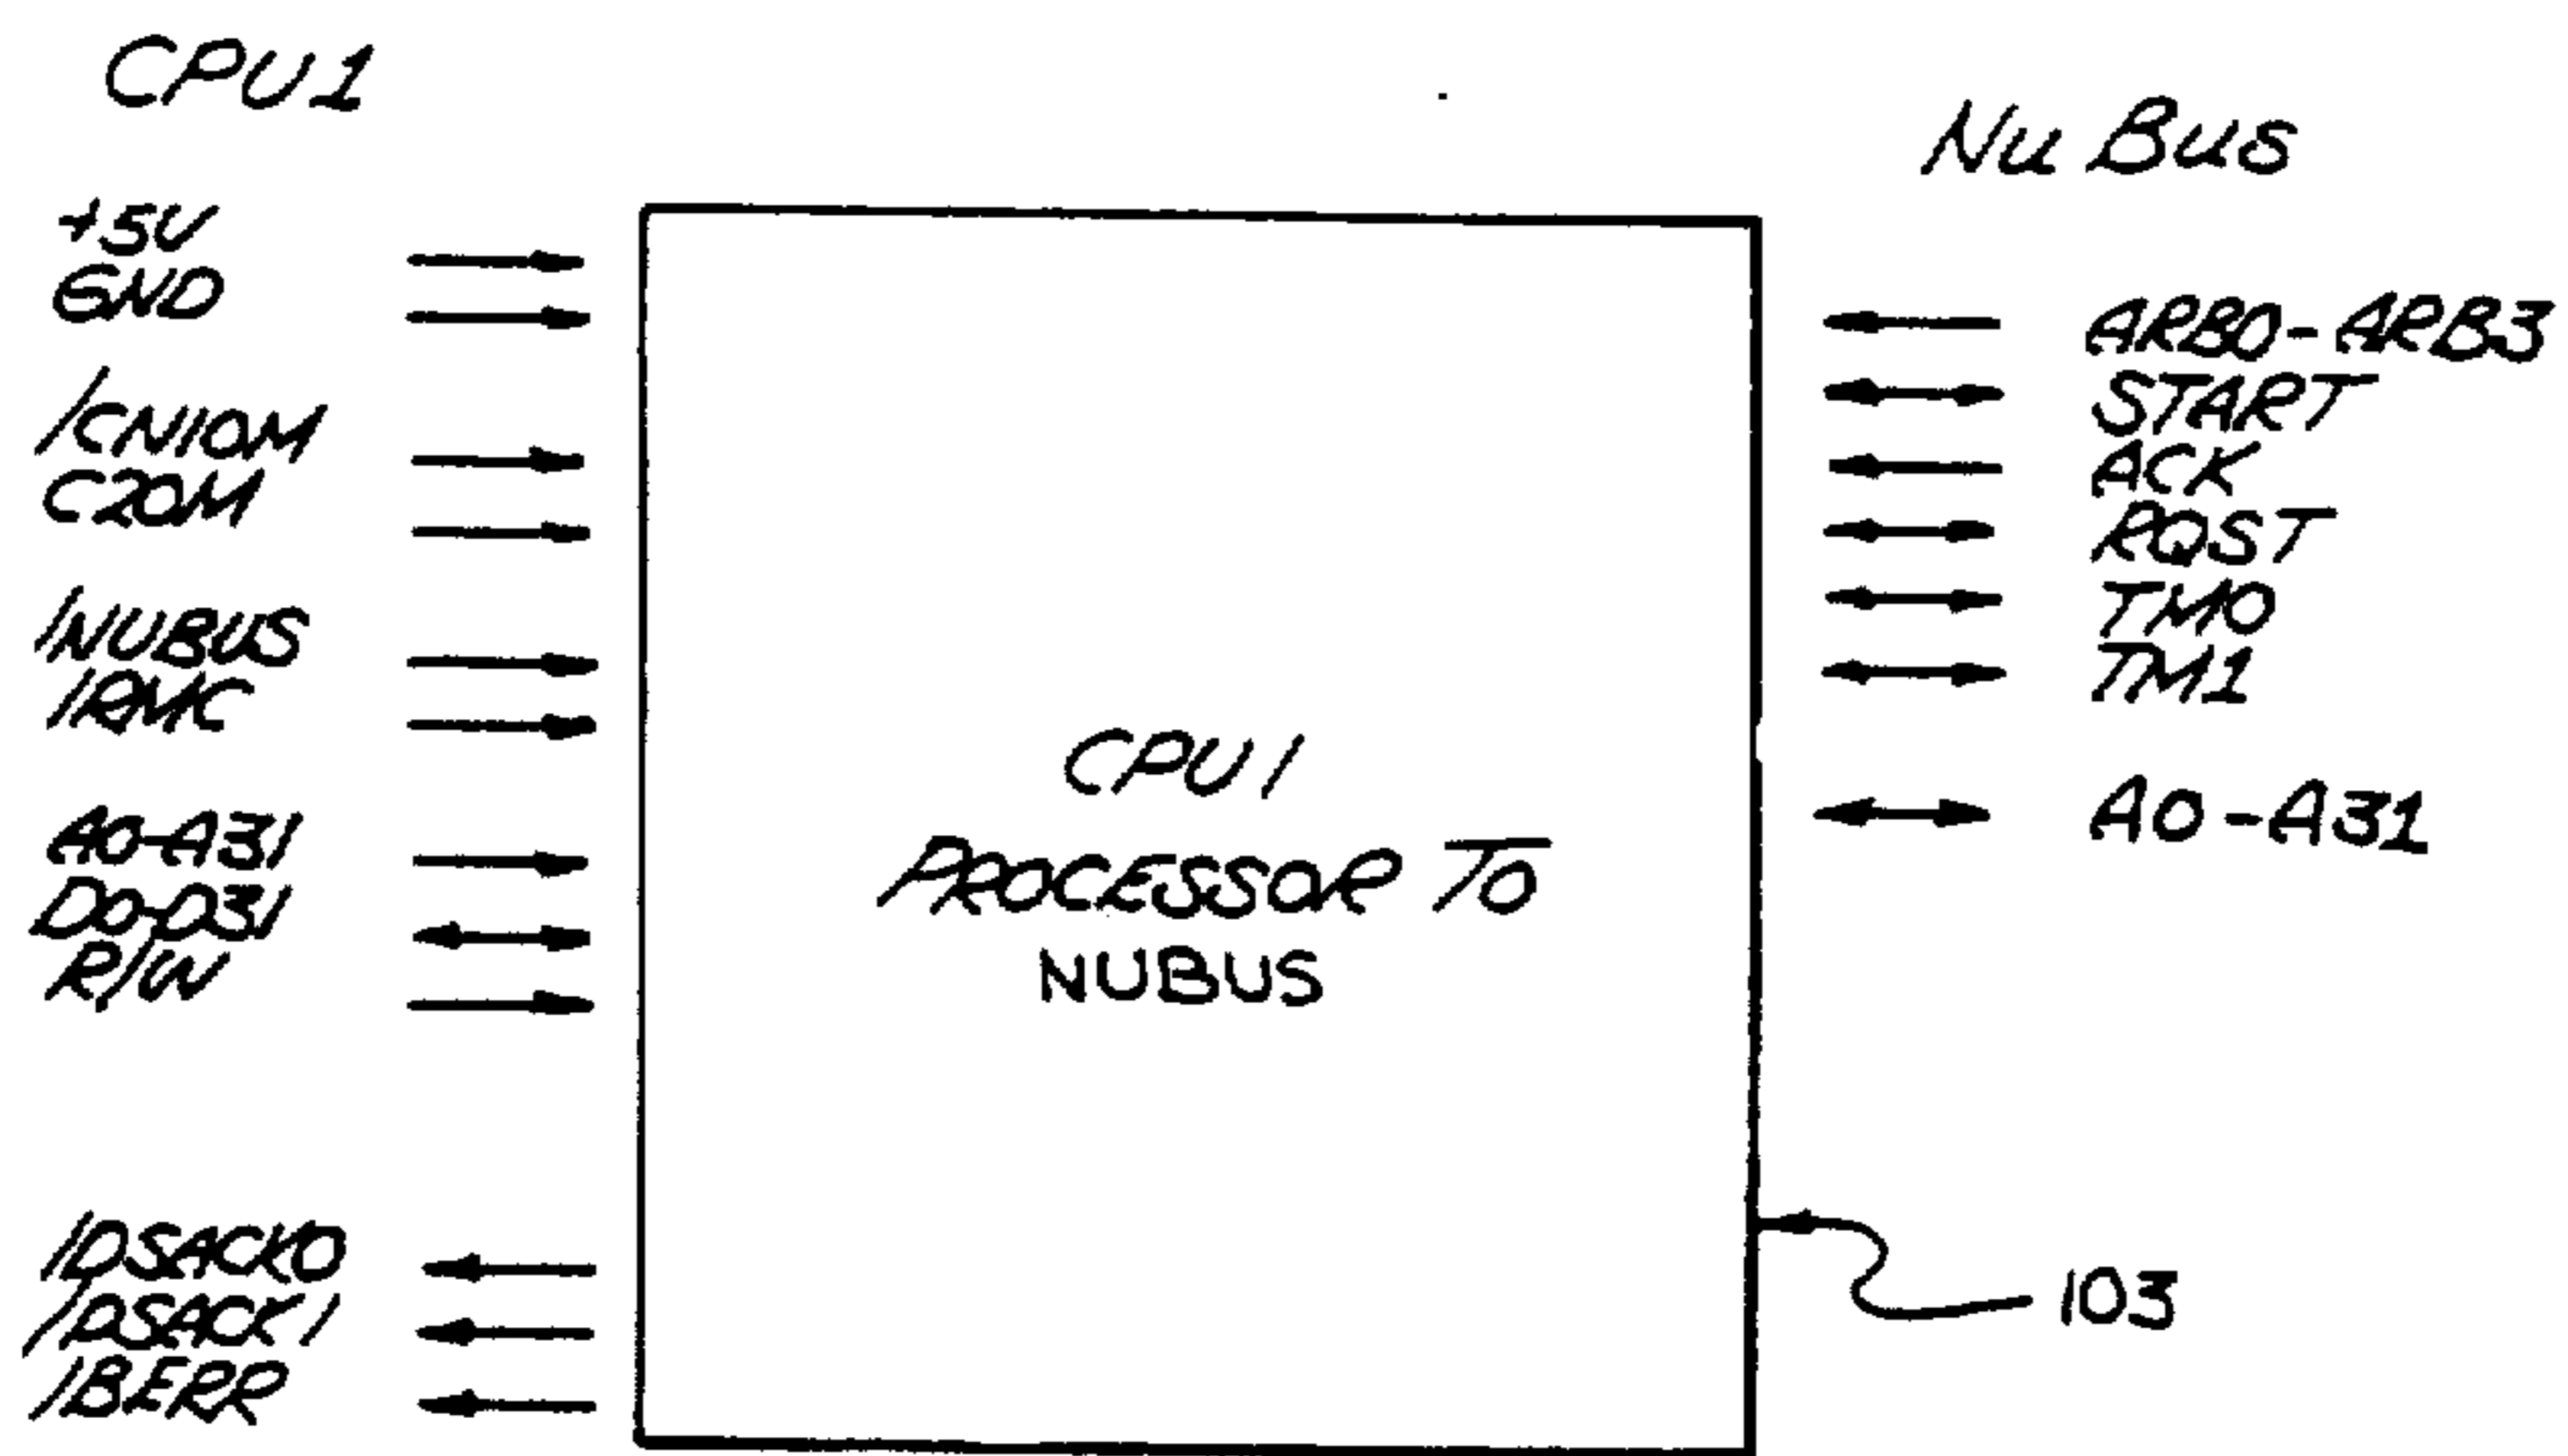 CPU1
+5V
GND
/CN10M
C20M
/NUBUS
/RMC
A0-A31
D0-D31
R/W
/DSACK0
/DSACK1
/BERR
CPU1
PROCESSOR TO
NUBUS
Nu Bus
ARB0-ARB3
START
ACK
RQST
TM0
TM1
A0-A31
103